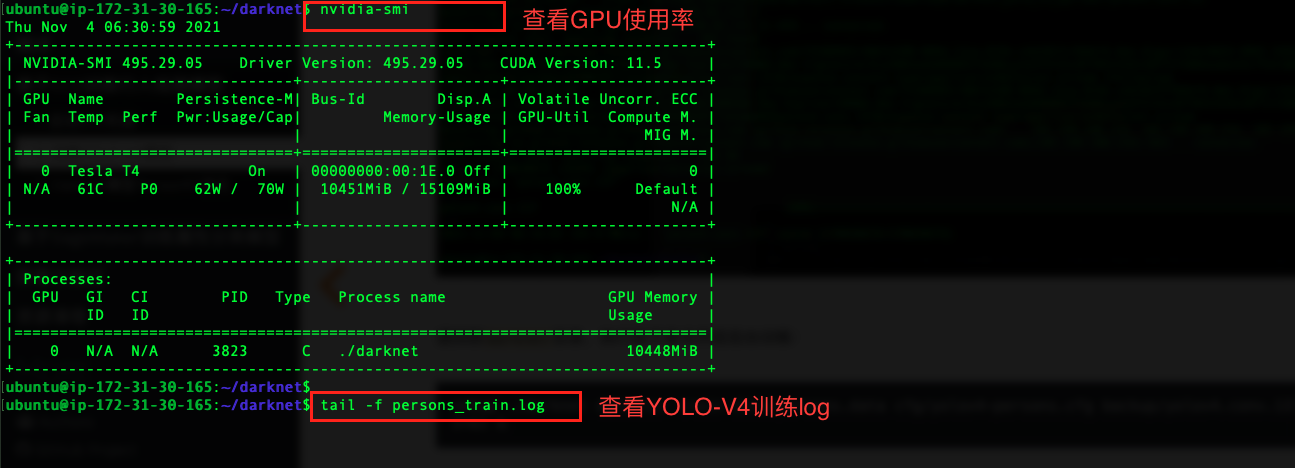 [ubuntu@ip-172-31-30-165:~/darknet$ nvidia-smi 查看GPU使用率
Thu Nov  4 06:30:59 2021
+-----------------------------------------------------------------------------+
| NVIDIA-SMI 495.29.05    Driver Version: 495.29.05    CUDA Version: 11.5     |
|-------------------------------+----------------------+----------------------+
| GPU  Name        Persistence-M| Bus-Id        Disp.A | Volatile Uncorr. ECC |
| Fan  Temp  Perf  Pwr:Usage/Cap|         Memory-Usage | GPU-Util  Compute M. |
|                               |                      |               MIG M. |
|===============================+======================+======================|
|   0  Tesla T4            On   | 00000000:00:1E.0 Off |                    0 |
| N/A   61C    P0    62W /  70W |  10451MiB / 15109MiB |    100%      Default |
|                               |                      |                  N/A |
+-------------------------------+----------------------+----------------------+
+-----------------------------------------------------------------------------+
| Processes:                                                                  |
|  GPU   GI   CI        PID   Type   Process name                  GPU Memory |
|        ID   ID                                                   Usage      |
|=============================================================================|
|    0   N/A  N/A      3823      C   ./darknet                       10448MiB |
+-----------------------------------------------------------------------------+
[ubuntu@ip-172-31-30-165:~/darknet$
[ubuntu@ip-172-31-30-165:~/darknet$ tail -f persons_train.log 查看YOLO-V4训练log